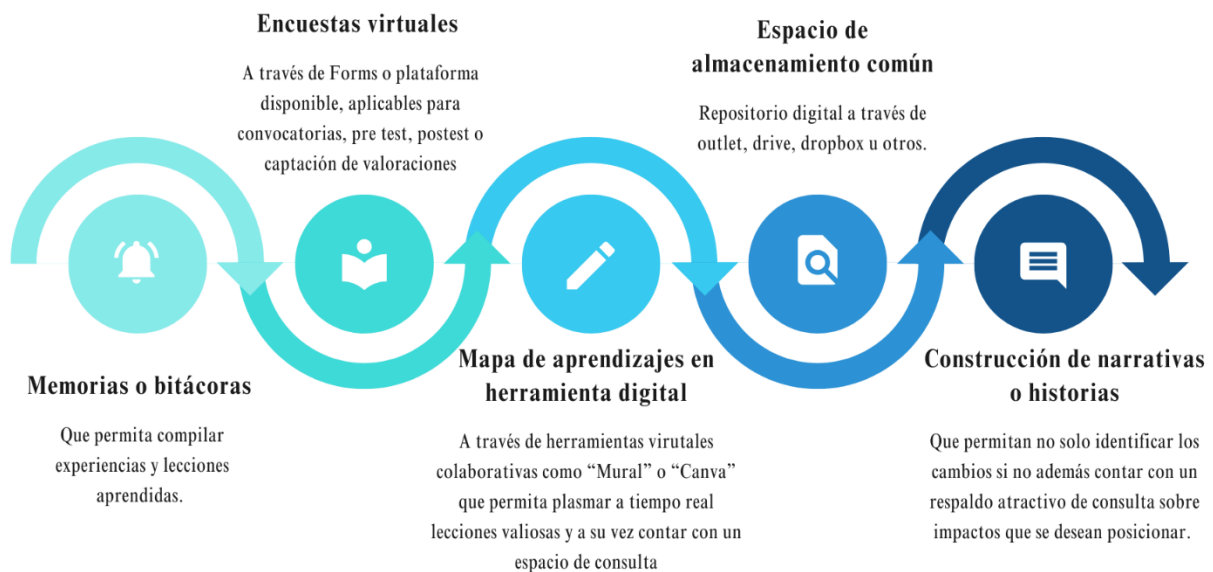 Encuestas virtuales
A través de Forms o plataforma
disponible, aplicables para
convocatorias, pre test, postest o
captación de valoraciones
Espacio de
almacenamiento común
Repositorio digital a través de
outlet, drive, dropbox u otros.
Memorias o bitácoras
Que permita compilar
experiencias y lecciones
aprendidas.
Mapa de aprendizajes en
herramienta digital
A través de herramientas virutales
colaborativas como “Mural” o “Canva”
que permita plasmar a tiempo real
lecciones valiosas y a su vez contar con un
espacio de consulta
Construcción de narrativas
o historias
Que permitan no solo identificar los
cambios si no además contar con un
respaldo atractivo de consulta sobre
impactos que se desean posicionar.